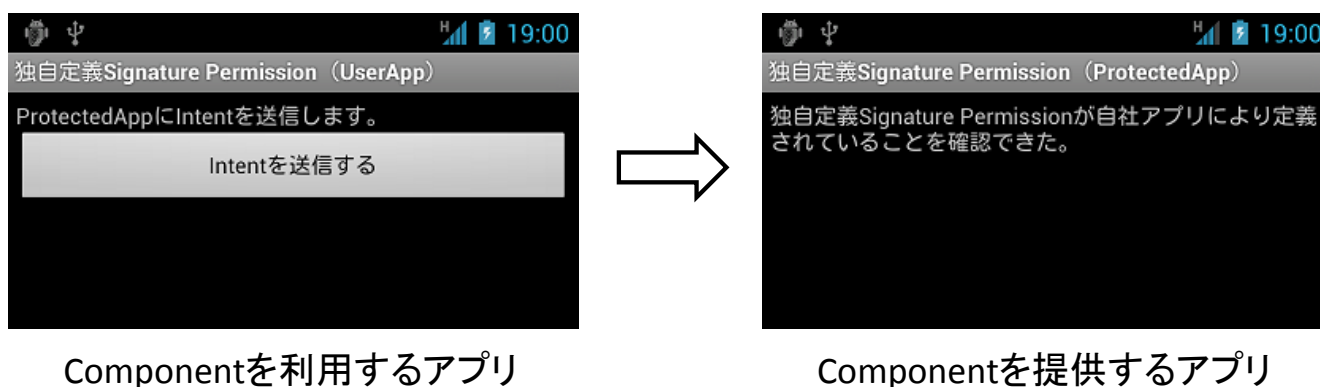 H 19:00
独自定義Signature Permission（UserApp）
ProtectedAppにIntentを送信します。
Intentを送信する
Componentを利用するアプリ
H 19:00
独自定義Signature Permission（ProtectedApp）
独自定義Signature Permissionが自社アプリにより定義
されていることを確認できた。
Componentを提供するアプリ